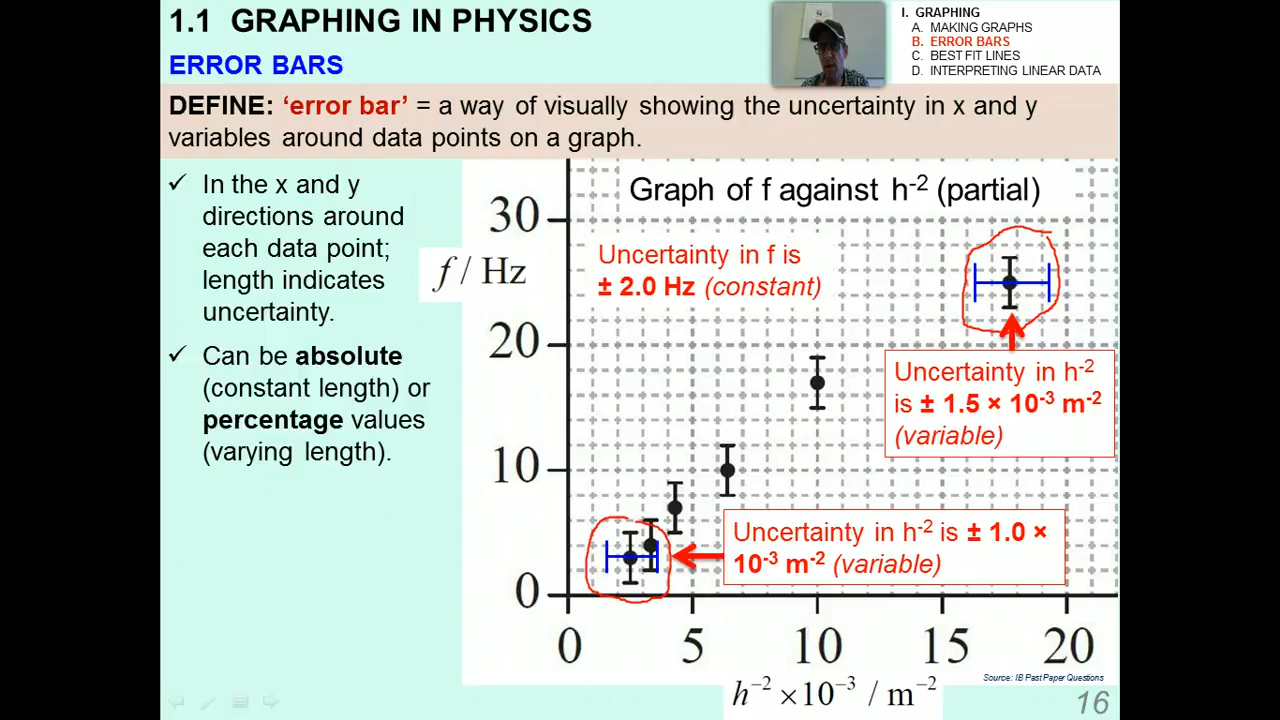 1.1 GRAPHING IN PHYSICS
ERROR BARS
I. GRAPHING
A. MAKING GRAPHS
B. ERROR BARS
C. BEST FIT LINES
D. INTERPRETING LINEAR DATA
DEFINE: ‘error bar’ = a way of visually showing the uncertainty in x and y
variables around data points on a graph.
✓ In the x and y
directions around
each data point;
length indicates
uncertainty.
✓ Can be absolute
(constant length) or
percentage values
(varying length).
Graph of f against h⁻² (partial)
30
f / Hz
Uncertainty in f is
± 2.0 Hz (constant)
20
Uncertainty in h⁻²
is ± 1.5 × 10⁻³ m⁻²
(variable)
10
Uncertainty in h⁻² is ± 1.0 ×
10⁻³ m⁻² (variable)
0
0 5 10 15 20
Source: IB Past Paper Questions
h⁻² ×10⁻³ / m⁻²
16